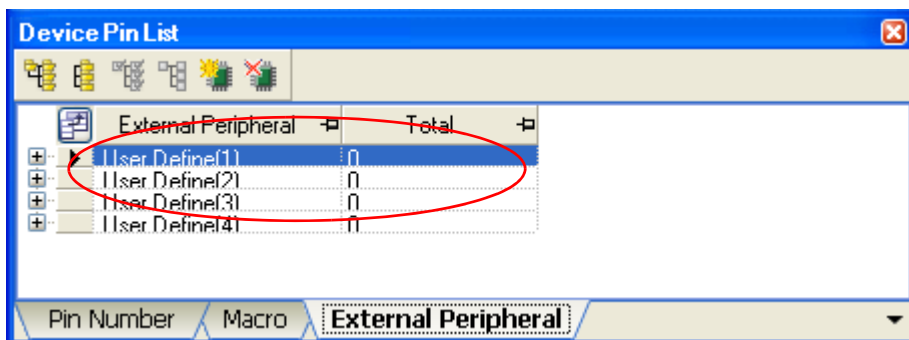 Device Pin List
External Peripheral Total
User Define(1) 0
User Define(2) 0
User Define(3) 0
User Define(4) 0
Pin Number Macro External Peripheral